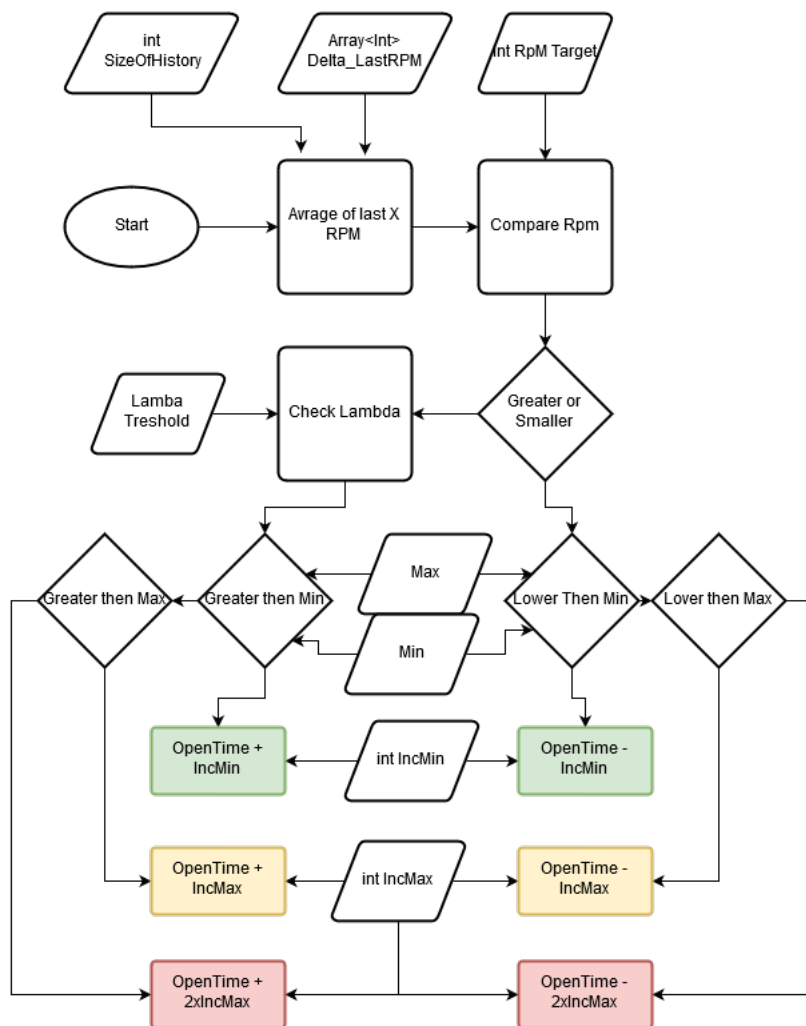 int
SizeOfHistory
Array<Int>
Delta_LastRPM
Int RpM Target
Start
Avrage of last X
RPM
Compare Rpm
Lamba
Treshold
Check Lambda
Greater or
Smaller
Greater then Max
Greater then Min
Max
Lower Then Min
Lover then Max
Min
OpenTime +
IncMin
int IncMin
OpenTime -
IncMin
OpenTime +
IncMax
int IncMax
OpenTime -
IncMax
OpenTime +
2xIncMax
OpenTime -
2xIncMax